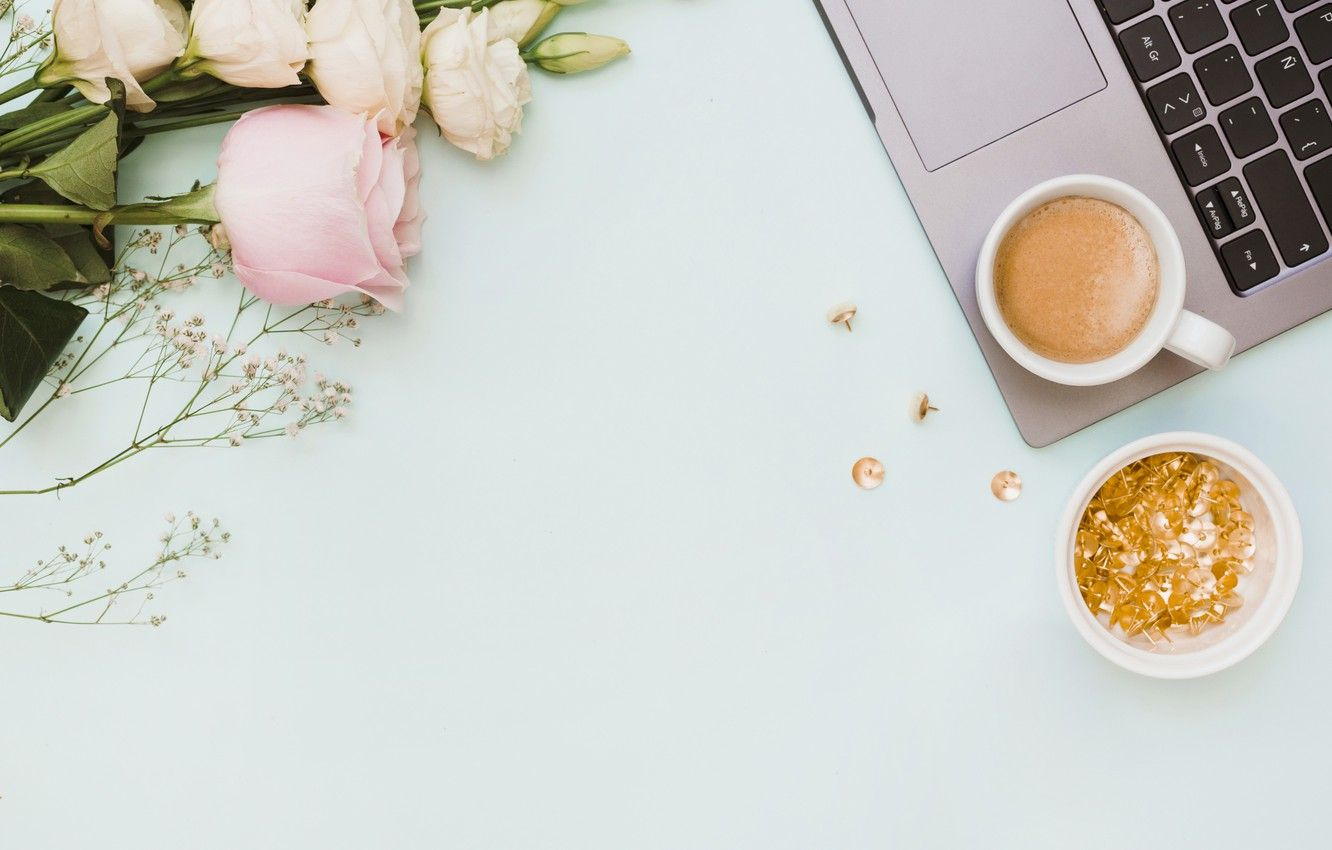 L
P
Alt Gr
Ñ
{
Inicio
RePág
AvPág
Fin